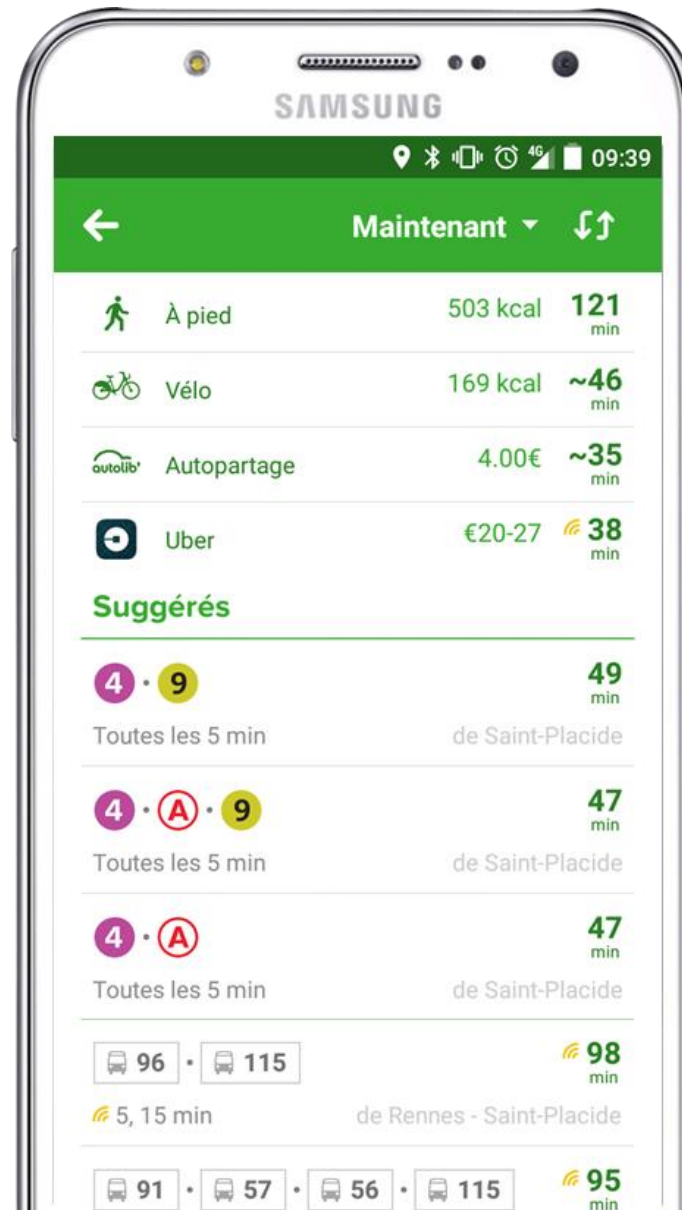 SAMSUNG
4G 09:39
Maintenant
À pied 503 kcal 121
min
Vélo 169 kcal ~46
min
autolib' Autopartage 4.00€ ~35
min
Uber €20-27 38
min
Suggérés
4 · 9 49
min
Toutes les 5 min de Saint-Placide
4 · A · 9 47
min
Toutes les 5 min de Saint-Placide
4 · A 47
min
Toutes les 5 min de Saint-Placide
96 · 115 98
min
5, 15 min de Rennes - Saint-Placide
91 · 57 · 56 · 115 95
min